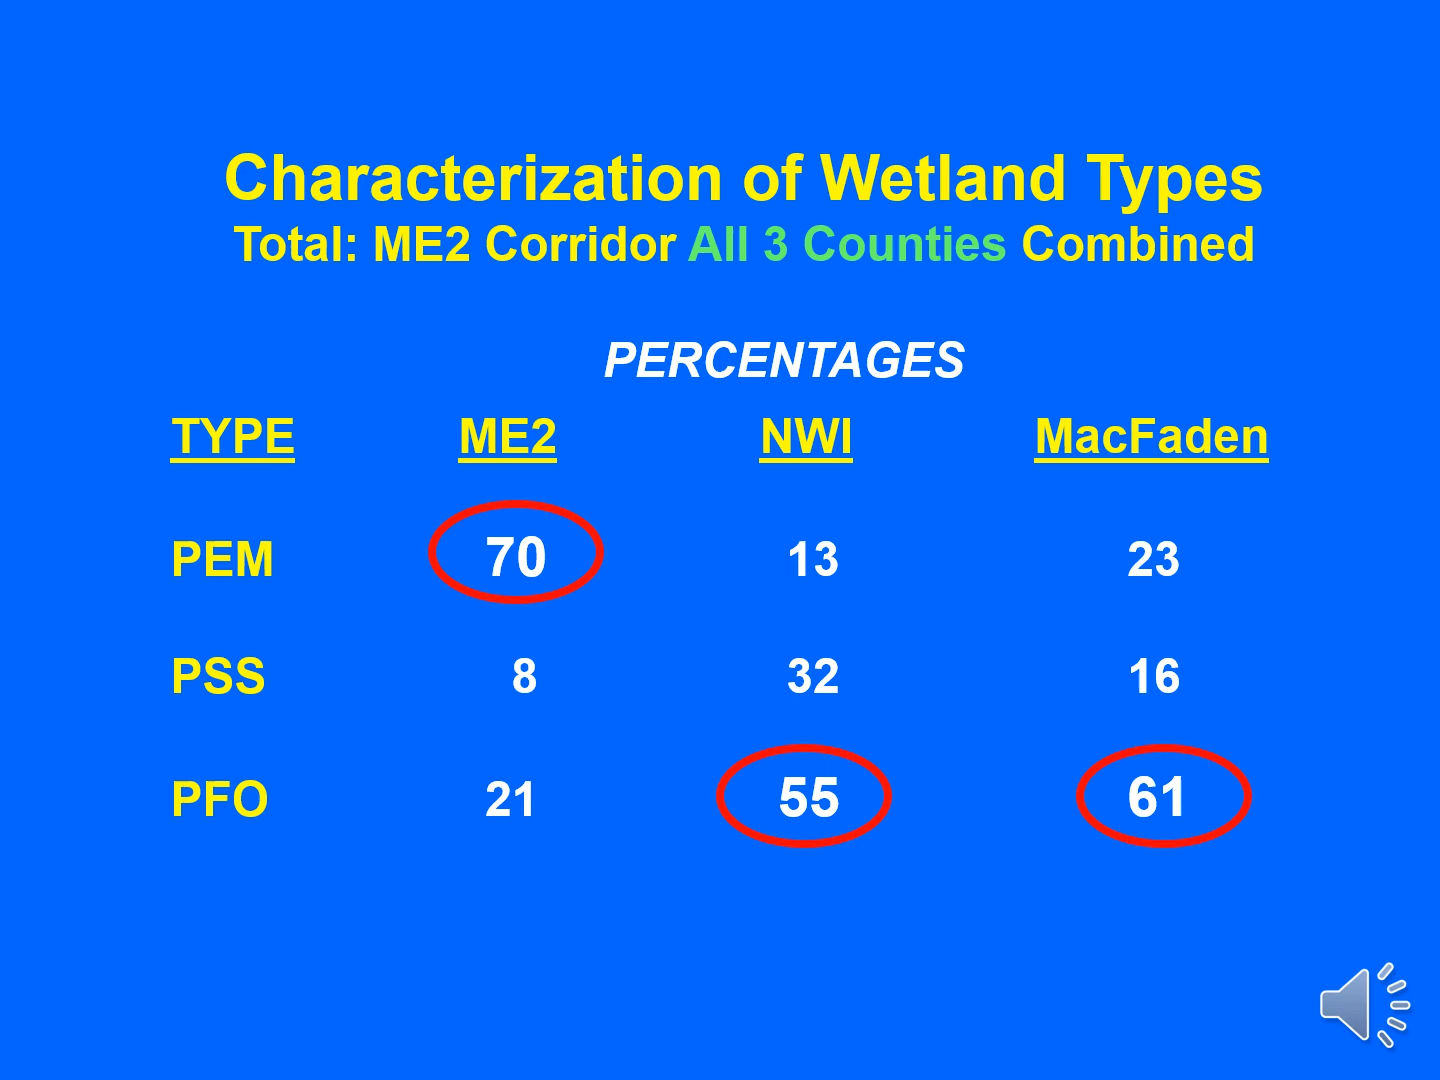 Characterization of Wetland Types
Total: ME2 Corridor All 3 Counties Combined
PERCENTAGES
TYPE ME2 NWI MacFaden
PEM 70 13 23
PSS 8 32 16
PFO 21 55 61